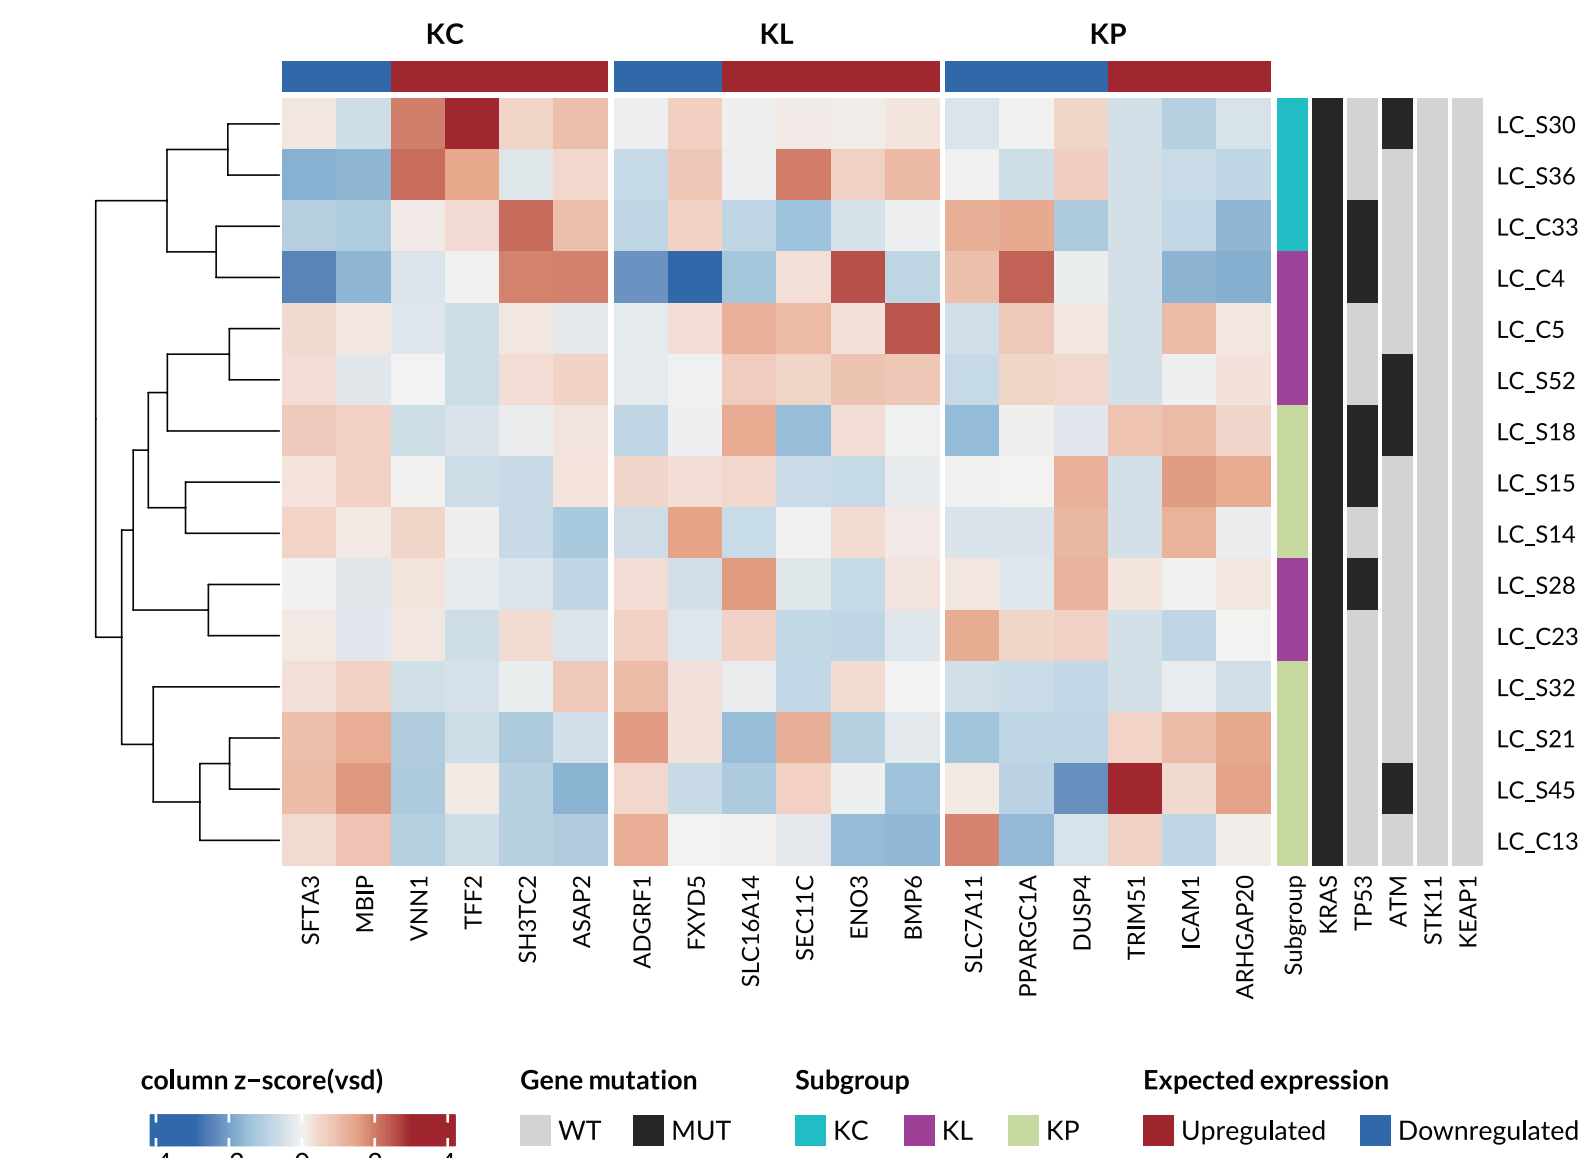 KC KL KP
LC_S30
LC_S36
LC_C33
LC_C4
LC_C5
LC_S52
LC_S18
LC_S15
LC_S14
LC_S28
LC_C23
LC_S32
LC_S21
LC_S45
LC_C13
SFTA3 MBIP VNN1 TFF2 SH3TC2 ASAP2 ADGRF1 FXYD5 SLC16A14 SEC11C ENO3 BMP6 SLC7A11 PPARGC1A DUSP4 TRIM51 ICAM1 ARHGAP20 Subgroup KRAS TP53 ATM STK11 KEAP1
column z−score(vsd) Gene mutation Subgroup Expected expression
WT MUT KC KL KP Upregulated Downregulated